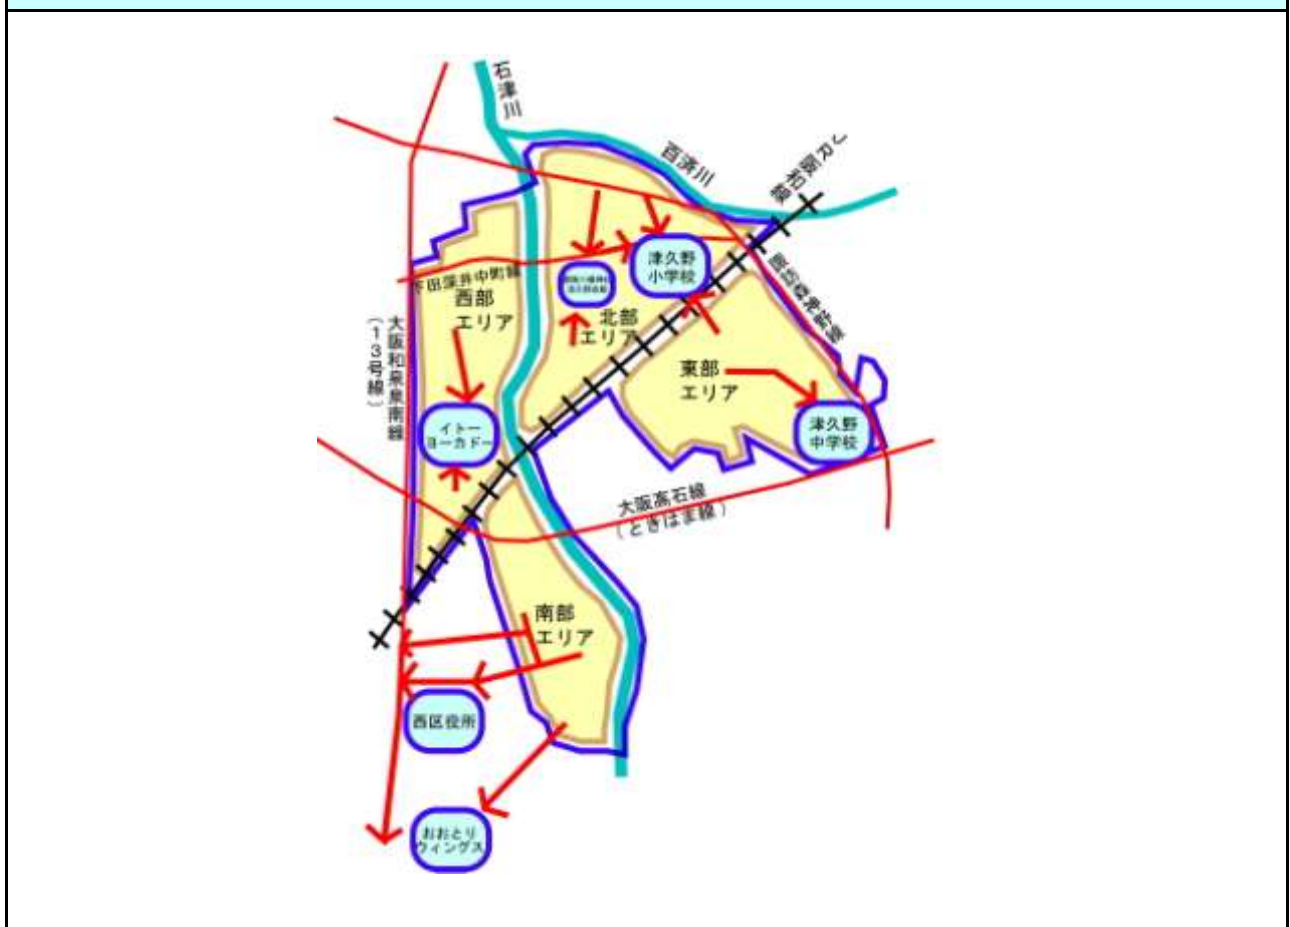 石津川
百済川
JR阪和線
津久野
小学校
下田深井中町線
西部
エリア
北部
エリア
大阪和泉泉南線
(13号線)
東部
エリア
イトー
ヨーカドー
津久野
中学校
大阪高石線
(ときはま線)
南部
エリア
西区役所
おおとり
ウィングス